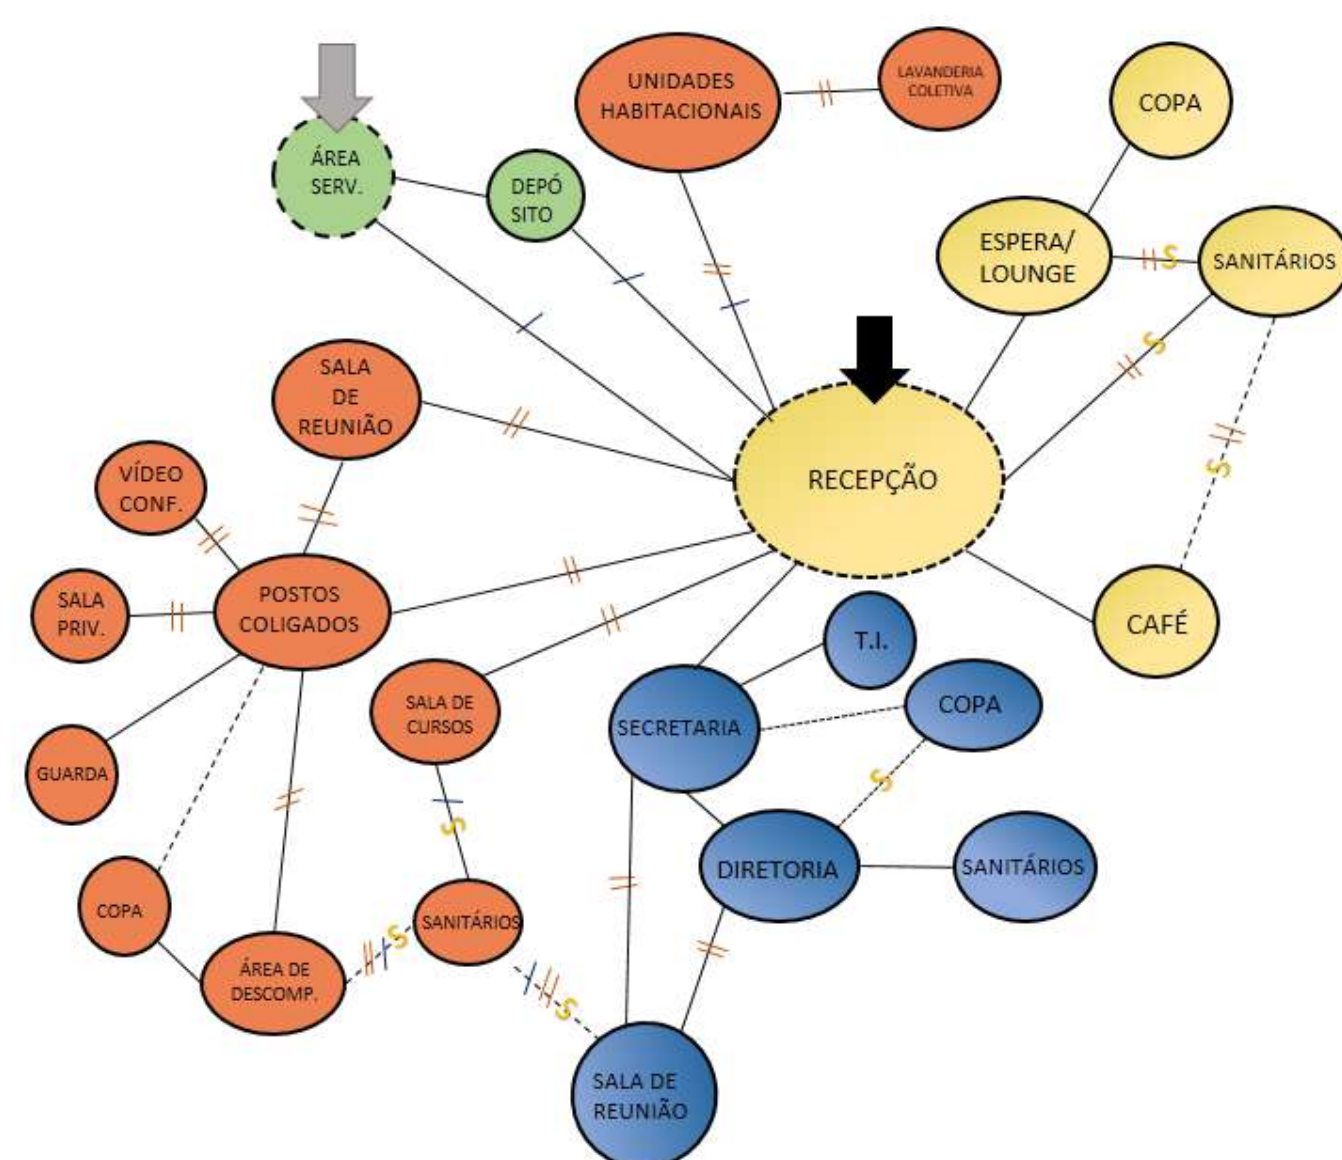 UNIDADES
HABITACIONAIS
LAVANDERIA
COLETIVA
COPA
ÁREA
SERV.
DEPÓ
SITO
ESPERA/
LOUNGE
SANITÁRIOS
SALA
DE
REUNIÃO
VÍDEO
CONF.
RECEPÇÃO
SALA
PRIV.
POSTOS
COLIGADOS
CAFÉ
T.I.
SALA DE
CURSOS
SECRETARIA
COPA
GUARDA
DIRETORIA
SANITÁRIOS
COPA
SANITÁRIOS
ÁREA DE
DESCOMP.
SALA DE
REUNIÃO
S
S
S
S
S
S
S